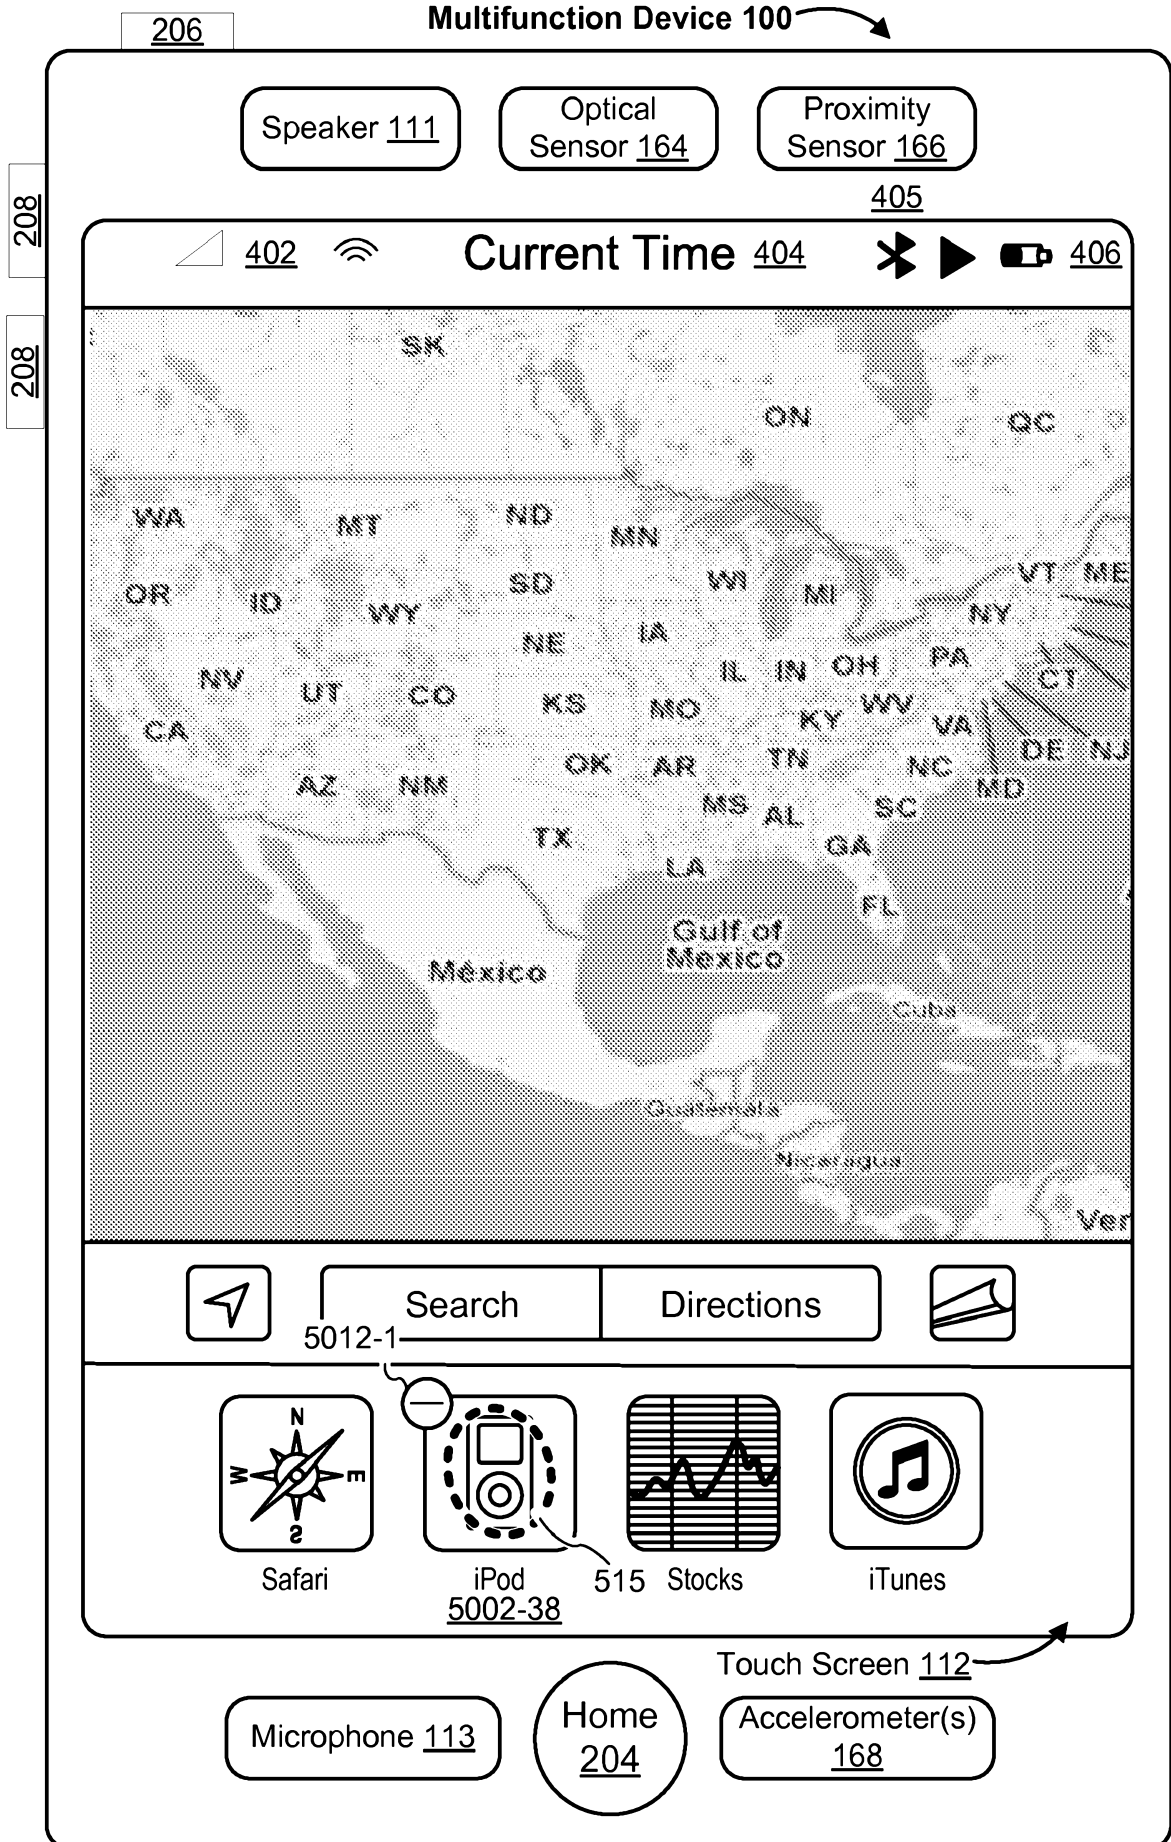 Multifunction Device 100
206
Speaker 111
Optical
Sensor 164
Proximity
Sensor 166
208
208
405
402
Current Time 404
406
SK
ON
QC
WA
MT
ND
MN
OR
ID
WY
SD
WI
MI
VT
ME
NY
NE
IA
NV
UT
CO
KS
MO
IL
IN
OH
PA
CT
WV
KY
VA
CA
AZ
NM
OK
AR
TN
NC
DE
NJ
MD
MS
AL
SC
TX
LA
GA
FL
Gulf of
Mexico
México
Cuba
Guatemala
Nicaragua
Ver
Search
Directions
5012-1
N
W
E
S
Safari
iPod
5002-38
515
Stocks
iTunes
Touch Screen 112
Microphone 113
Home
204
Accelerometer(s)
168